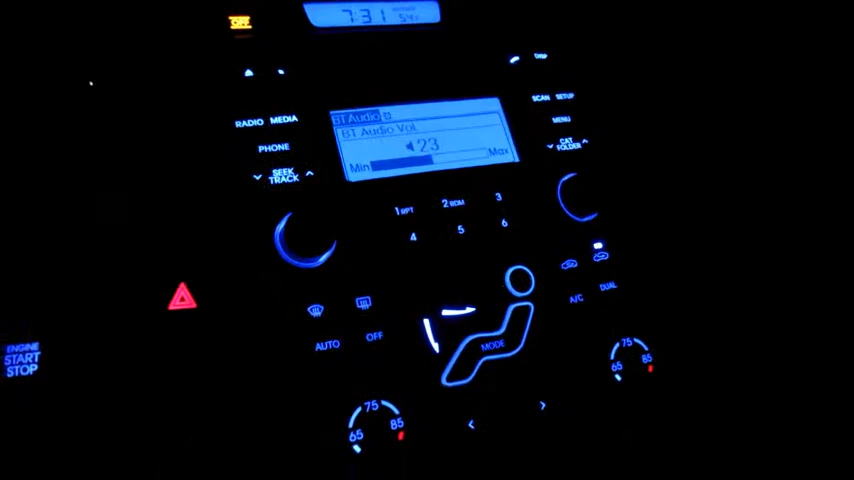 OFF
7:31 54°F
DISP
RADIO MEDIA
SCAN SETUP
BT Audio
BT Audio Vol.
23
Min Max
MENU
PHONE
CAT
FOLDER
SEEK
TRACK
1 RPT 2 RDM 3
4 5 6
AUTO OFF
A/C DUAL
MODE
ENGINE
START
STOP
65 75 85
65 75 85